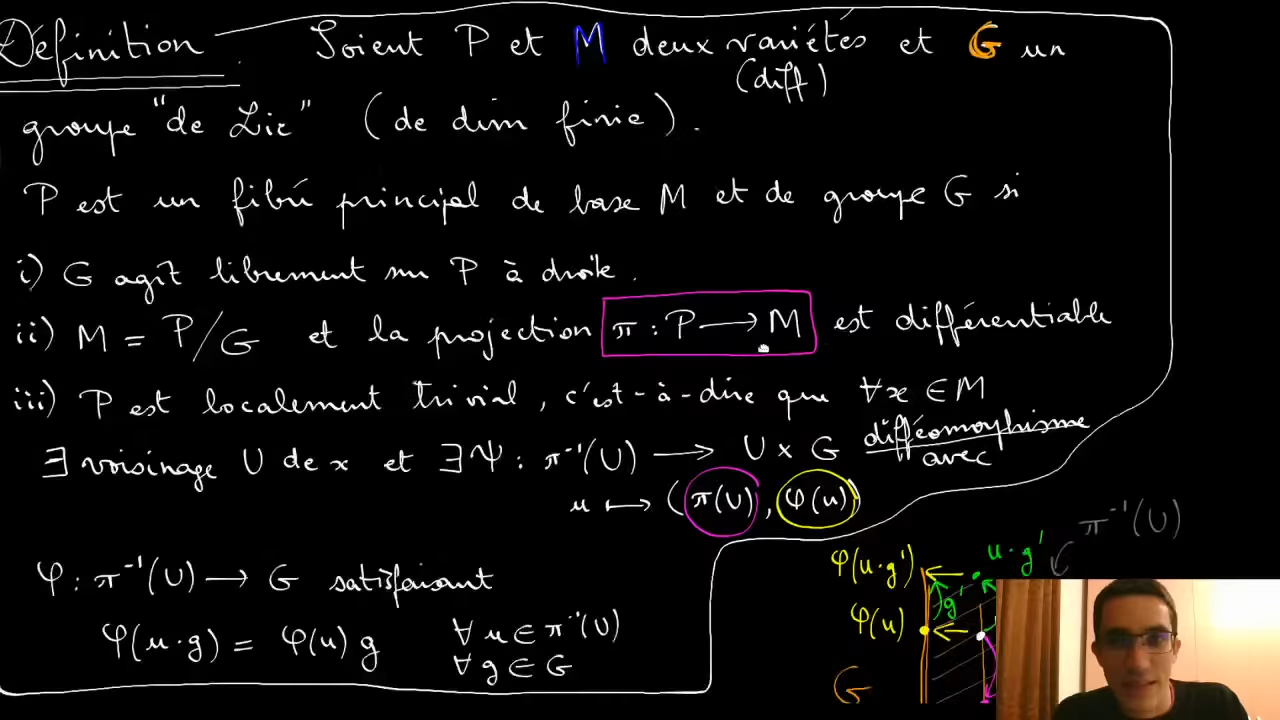 Définition . Soient P et M deux variétés et G un
(diff)
groupe "de Lie" (de dim finie).
P est un fibré principal de base M et de groupe G si
i) G agit librement sur P à droite.
ii) M = P/G et la projection π : P → M est différentiable
iii) P est localement trivial, c'est-à-dire que ∀x ∈ M
∃ voisinage U de x et ∃ Ψ : π⁻¹(U) → U × G difféomorphisme
avec
u ↦ (π(U), φ(u))
φ : π⁻¹(U) → G satisfaisant
φ(u·g) = φ(u) g ∀ u ∈ π⁻¹(U)
∀ g ∈ G
π⁻¹(U)
φ(u·g') u·g'
g'
φ(u)
G